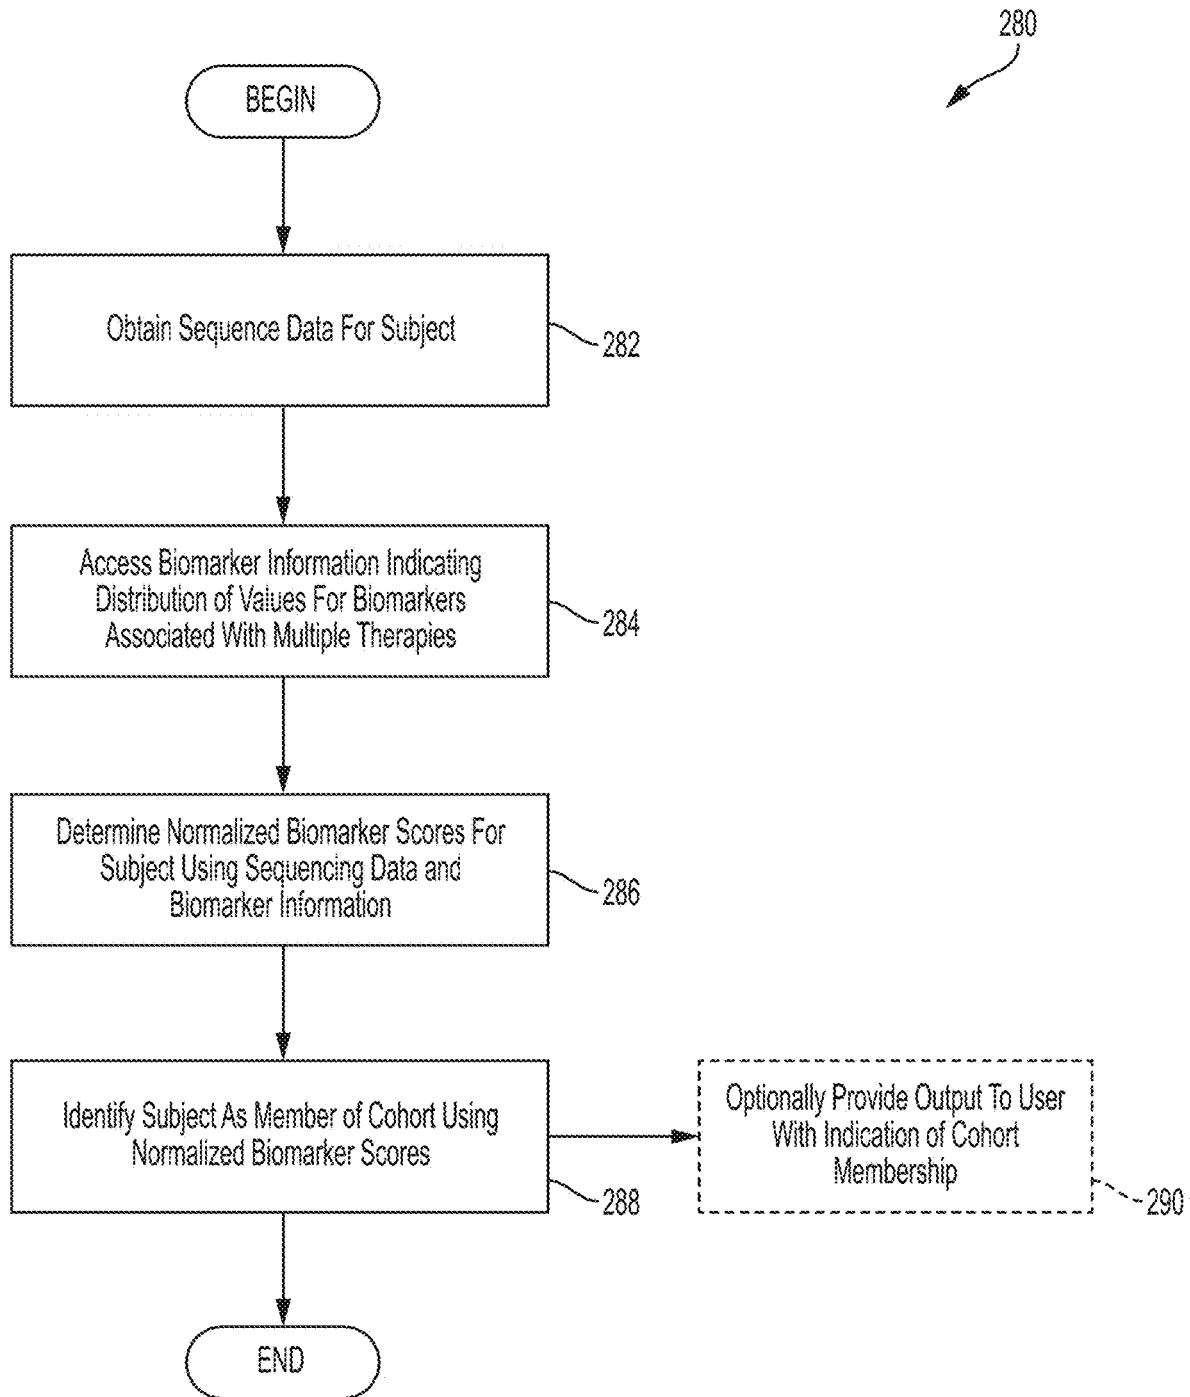 280
BEGIN
Obtain Sequence Data For Subject
282
Access Biomarker Information Indicating
Distribution of Values For Biomarkers
Associated With Multiple Therapies
284
Determine Normalized Biomarker Scores For
Subject Using Sequencing Data and
Biomarker Information
286
Identify Subject As Member of Cohort Using
Normalized Biomarker Scores
288
Optionally Provide Output To User
With Indication of Cohort
Membership
290
END